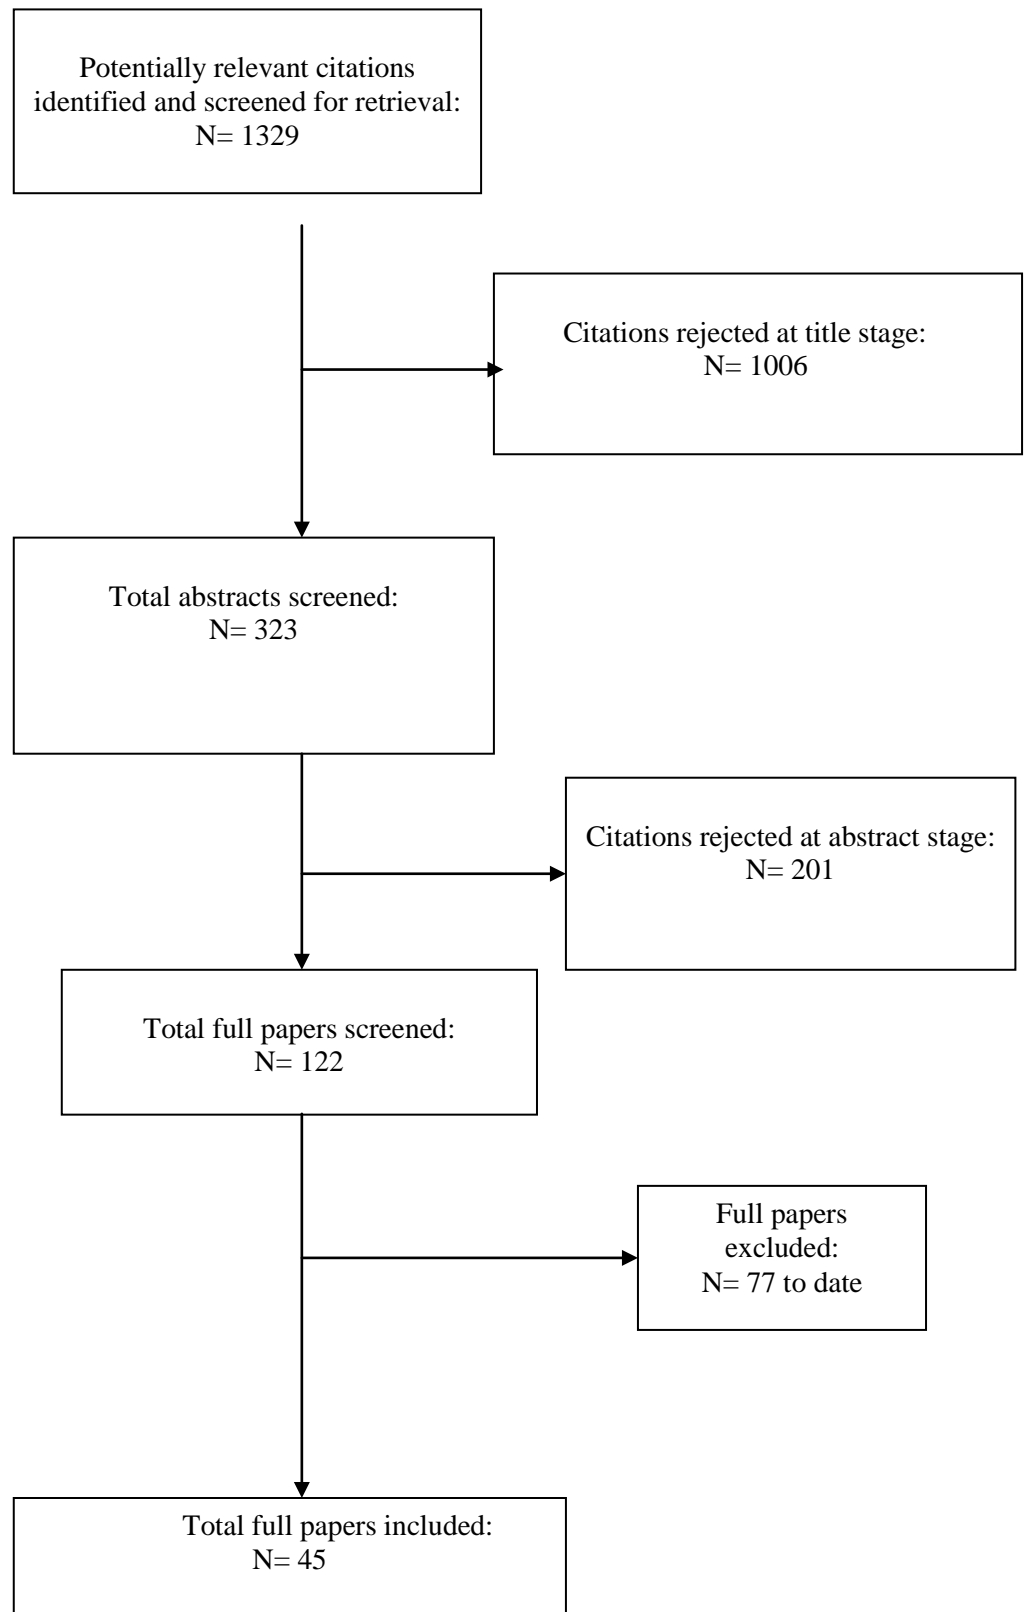 Potentially relevant citations
identified and screened for retrieval:
N= 1329
Citations rejected at title stage:
N= 1006
Total abstracts screened:
N= 323
Citations rejected at abstract stage:
N= 201
Total full papers screened:
N= 122
Full papers
excluded:
N= 77 to date
Total full papers included:
N= 45